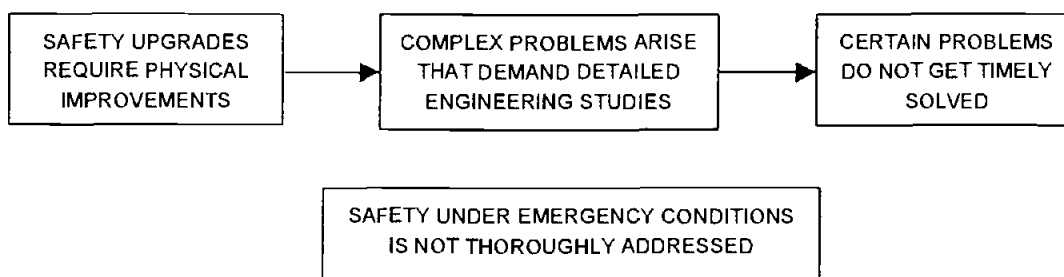 SAFETY UPGRADES
REQUIRE PHYSICAL
IMPROVEMENTS
COMPLEX PROBLEMS ARISE
THAT DEMAND DETAILED
ENGINEERING STUDIES
CERTAIN PROBLEMS
DO NOT GET TIMELY
SOLVED
SAFETY UNDER EMERGENCY CONDITIONS
IS NOT THOROUGHLY ADDRESSED